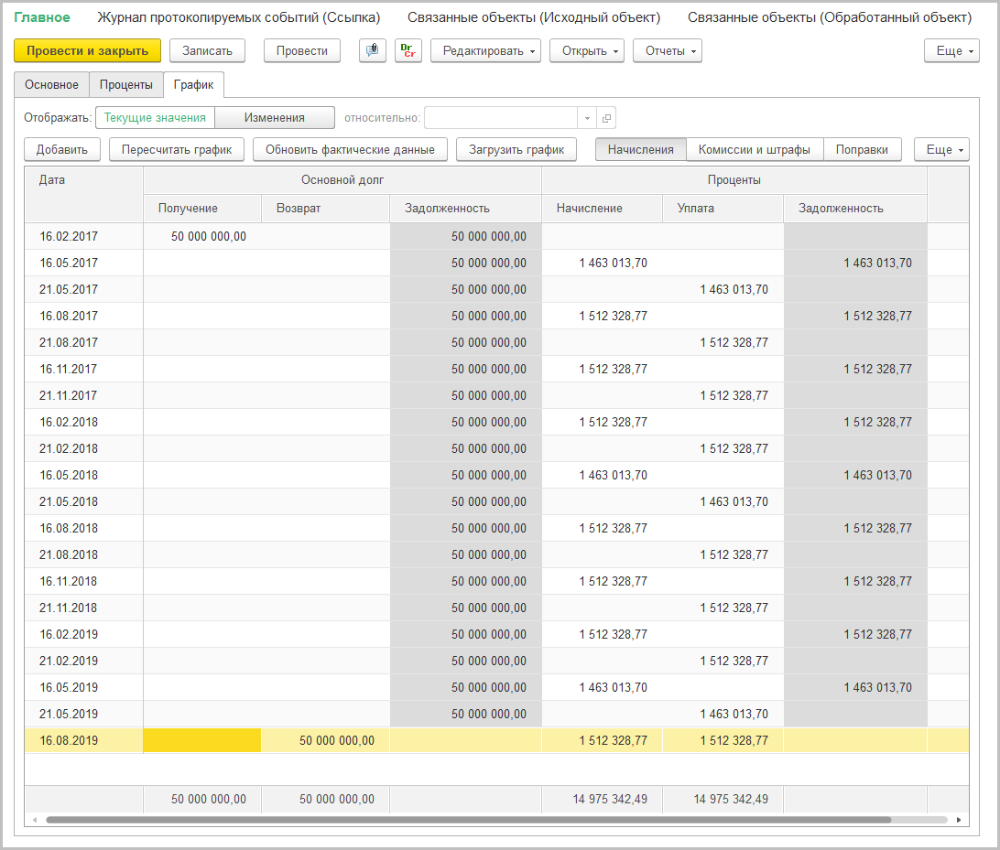 Главное Журнал протоколируемых событий (Ссылка) Связанные объекты (Исходный объект) Связанные объекты (Обработанный объект)
Провести и закрыть Записать Провести Dr Cr Редактировать Открыть Отчеты Еще
Основное Проценты График
Отображать: Текущие значения Изменения относительно:
Добавить Пересчитать график Обновить фактические данные Загрузить график Начисления Комиссии и штрафы Поправки Еще
Дата Основной долг Проценты
Получение Возврат Задолженность Начисление Уплата Задолженность
16.02.2017 50 000 000,00 50 000 000,00
16.05.2017 50 000 000,00 1 463 013,70 1 463 013,70
21.05.2017 50 000 000,00 1 463 013,70
16.08.2017 50 000 000,00 1 512 328,77 1 512 328,77
21.08.2017 50 000 000,00 1 512 328,77
16.11.2017 50 000 000,00 1 512 328,77 1 512 328,77
21.11.2017 50 000 000,00 1 512 328,77
16.02.2018 50 000 000,00 1 512 328,77 1 512 328,77
21.02.2018 50 000 000,00 1 512 328,77
16.05.2018 50 000 000,00 1 463 013,70 1 463 013,70
21.05.2018 50 000 000,00 1 463 013,70
16.08.2018 50 000 000,00 1 512 328,77 1 512 328,77
21.08.2018 50 000 000,00 1 512 328,77
16.11.2018 50 000 000,00 1 512 328,77 1 512 328,77
21.11.2018 50 000 000,00 1 512 328,77
16.02.2019 50 000 000,00 1 512 328,77 1 512 328,77
21.02.2019 50 000 000,00 1 512 328,77
16.05.2019 50 000 000,00 1 463 013,70 1 463 013,70
21.05.2019 50 000 000,00 1 463 013,70
16.08.2019 50 000 000,00 1 512 328,77 1 512 328,77
50 000 000,00 50 000 000,00 14 975 342,49 14 975 342,49